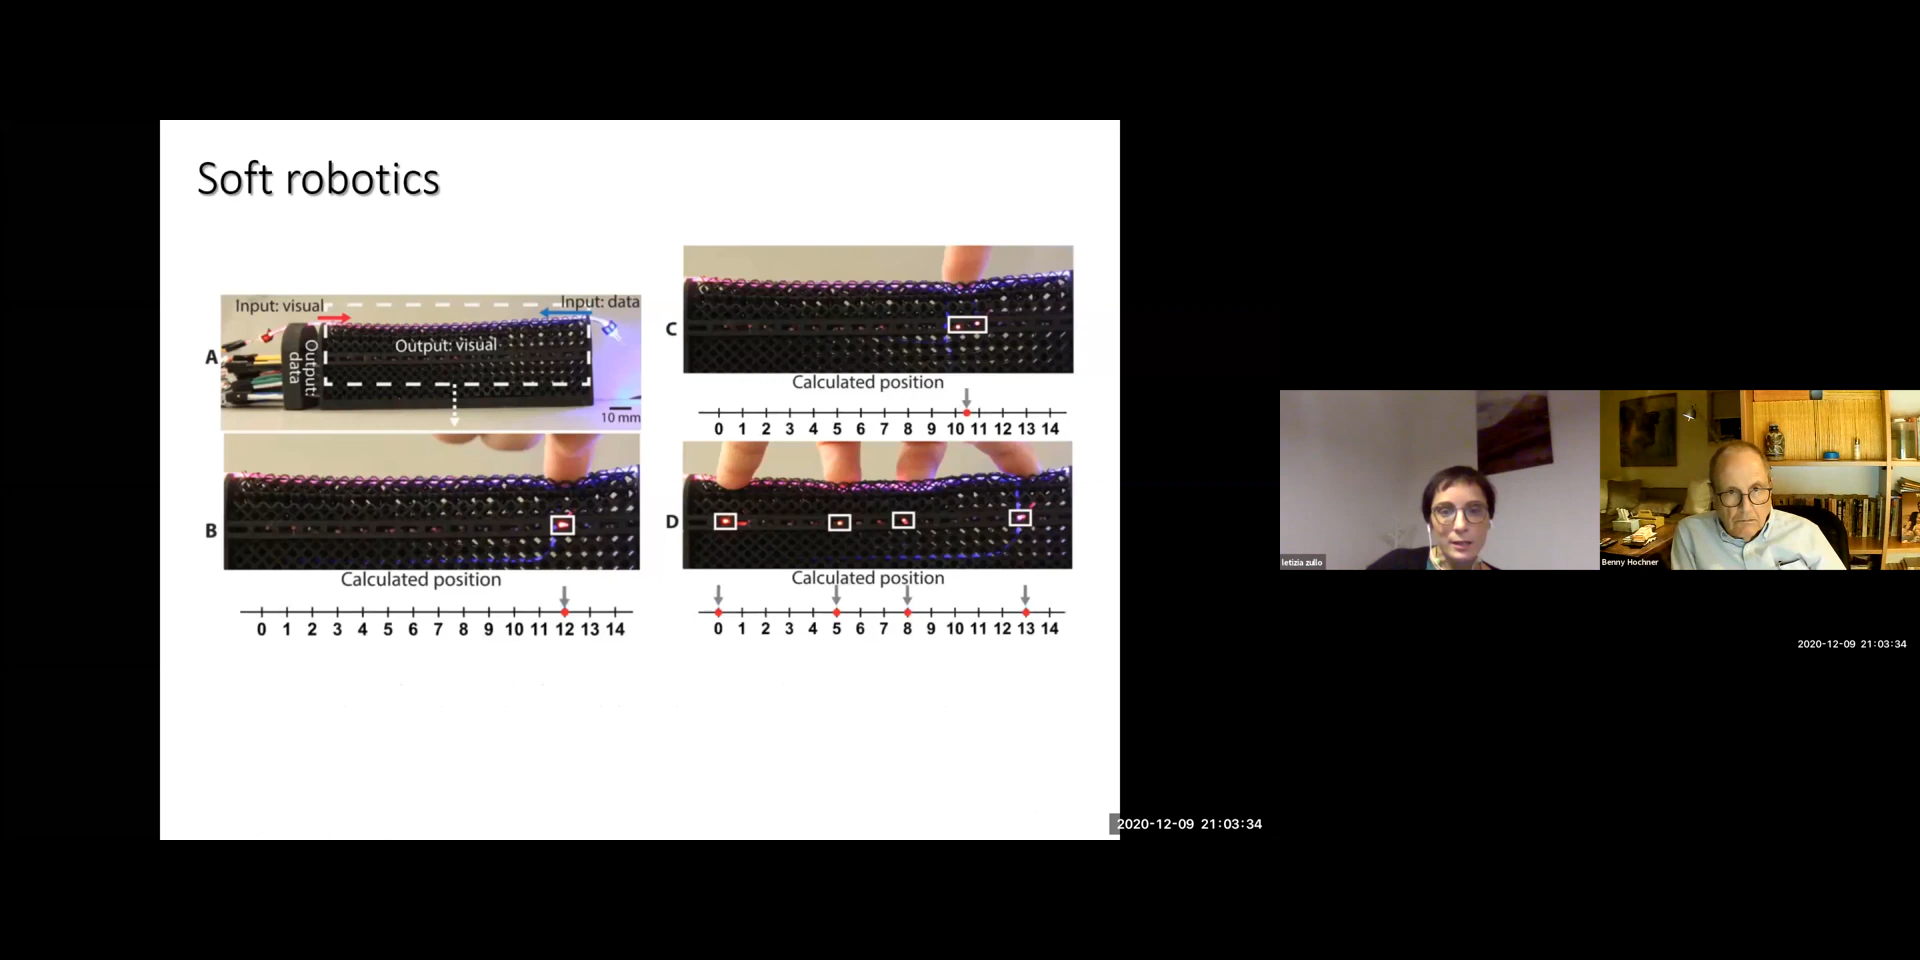 Soft robotics
A
Input: visual
Input: data
Output: data
Output: visual
10 mm
B
Calculated position
0 1 2 3 4 5 6 7 8 9 10 11 12 13 14
C
Calculated position
0 1 2 3 4 5 6 7 8 9 10 11 12 13 14
D
Calculated position
0 1 2 3 4 5 6 7 8 9 10 11 12 13 14
2020-12-09 21:03:34
letizia zullo
Benny Hochner
2020-12-09 21:03:34